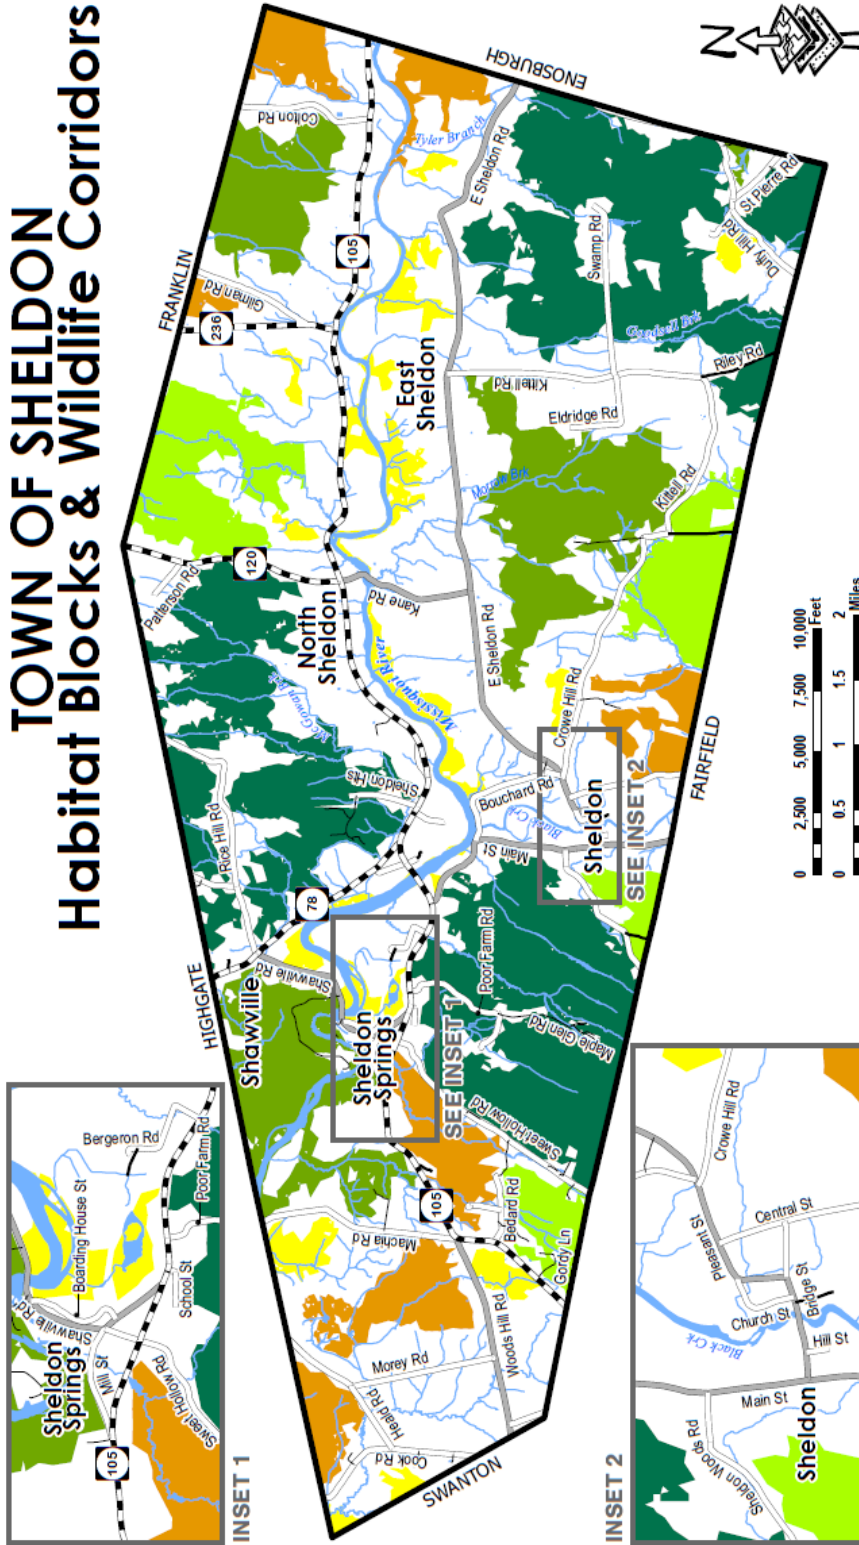 TOWN OF SHELDON
Habitat Blocks & Wildlife Corridors
FRANKLIN
HIGHGATE
ENOSBURGH
FAIRFIELD
SWANTON
N
Colton Rd
Gilman Rd
236
105
Tyler Branch
E Sheldon Rd
Swamp Rd
St Pierre Rd
Duffy Hill Rd
Goodsell Brk
Riley Rd
Kittell Rd
Eldridge Rd
East
Sheldon
Morrow Brk
Kittell Rd
Patterson Rd
120
North
Sheldon
Kane Rd
E Sheldon Rd
Missisquoi River
McGowan Brk
Sheldon Hts
Rice Hill Rd
Crowe Hill Rd
Bouchard Rd
Black Crk
Sheldon
SEE INSET 2
Main St
78
Shawville Rd
Shawville
Sheldon
Springs
SEE INSET 1
Poor Farm Rd
Maple Glen Rd
Sweet Hollow Rd
105
Machia Rd
Bedard Rd
Gordy Ln
Woods Hill Rd
Morey Rd
Heald Rd
Cook Rd
0 2,500 5,000 7,500 10,000
Feet
0 0.5 1 1.5 2
Miles
INSET 1
Sheldon
Springs
Shawville Rd
Boarding House St
Bergeron Rd
Mill St
School St
Poor Farm Rd
Sweet Hollow Rd
105
INSET 2
Crowe Hill Rd
Pleasant St
Central St
Church St
Bridge St
Black Crk
Hill St
Main St
Sheldon Woods Rd
Sheldon